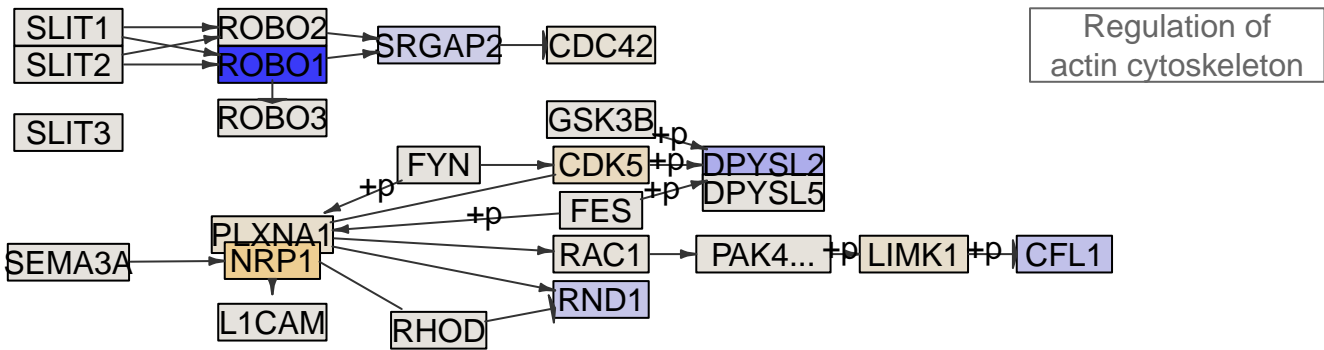 SLIT1
ROBO2
SLIT2
ROBO1
SRGAP2
CDC42
Regulation of
actin cytoskeleton
SLIT3
ROBO3
GSK3B
+p
FYN
CDK5
+p
DPYSL2
+p
+p
DPYSL5
FES
+p
PLXNA1
SEMA3A
NRP1
RAC1
PAK4...
+p
LIMK1
+p
CFL1
RND1
L1CAM
RHOD